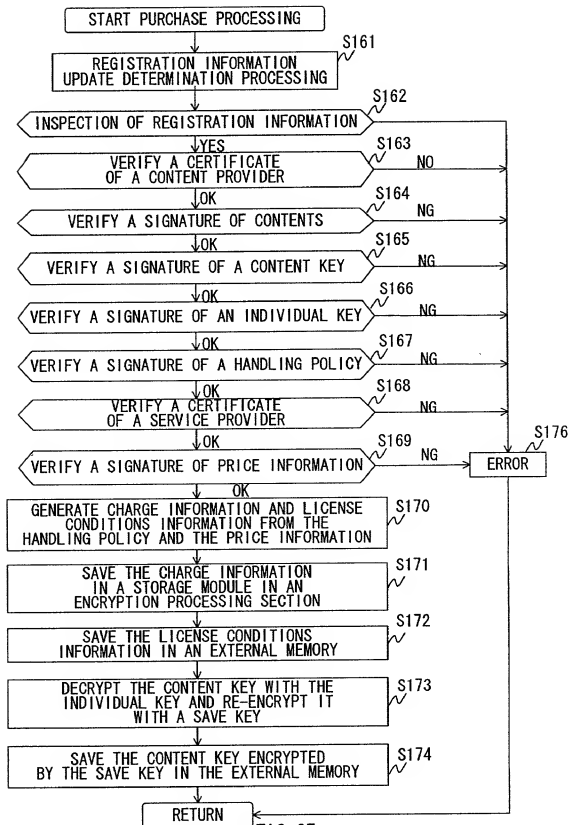 START PURCHASE PROCESSING
S161
REGISTRATION INFORMATION
UPDATE DETERMINATION PROCESSING
S162
INSPECTION OF REGISTRATION INFORMATION
YES
S163
VERIFY A CERTIFICATE
OF A CONTENT PROVIDER
NO
OK
S164
VERIFY A SIGNATURE OF CONTENTS
NG
OK
S165
VERIFY A SIGNATURE OF A CONTENT KEY
NG
OK
S166
VERIFY A SIGNATURE OF AN INDIVIDUAL KEY
NG
OK
S167
VERIFY A SIGNATURE OF A HANDLING POLICY
NG
OK
S168
VERIFY A CERTIFICATE
OF A SERVICE PROVIDER
NG
OK
S169
VERIFY A SIGNATURE OF PRICE INFORMATION
NG
S176
ERROR
OK
S170
GENERATE CHARGE INFORMATION AND LICENSE
CONDITIONS INFORMATION FROM THE
HANDLING POLICY AND THE PRICE INFORMATION
S171
SAVE THE CHARGE INFORMATION
IN A STORAGE MODULE IN AN
ENCRYPTION PROCESSING SECTION
S172
SAVE THE LICENSE CONDITIONS
INFORMATION IN AN EXTERNAL MEMORY
S173
DECRYPT THE CONTENT KEY WITH THE
INDIVIDUAL KEY AND RE-ENCRYPT IT
WITH A SAVE KEY
S174
SAVE THE CONTENT KEY ENCRYPTED
BY THE SAVE KEY IN THE EXTERNAL MEMORY
RETURN